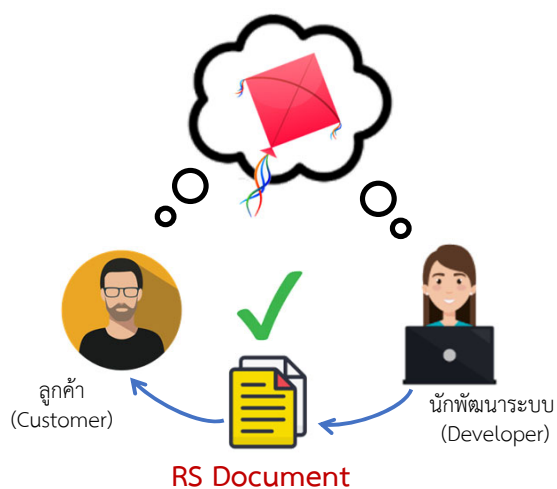 ลูกค้า
(Customer)
นักพัฒนาระบบ
(Developer)
RS Document